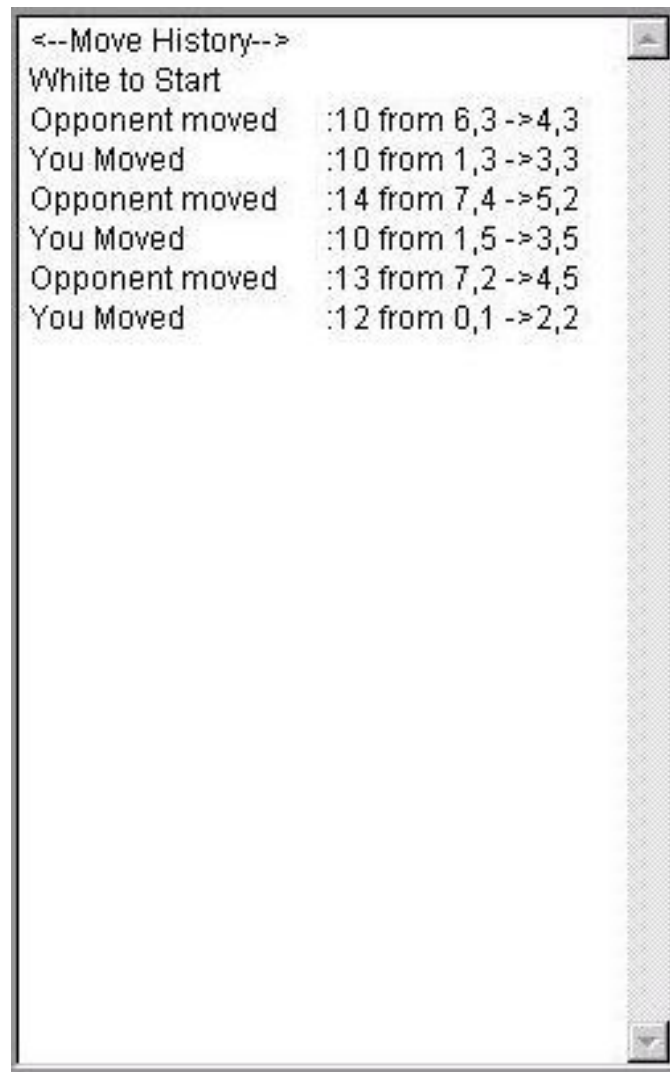 <--Move History-->
White to Start
Opponent moved :10 from 6,3 ->4,3
You Moved :10 from 1,3 ->3,3
Opponent moved :14 from 7,4 ->5,2
You Moved :10 from 1,5 ->3,5
Opponent moved :13 from 7,2 ->4,5
You Moved :12 from 0,1 ->2,2